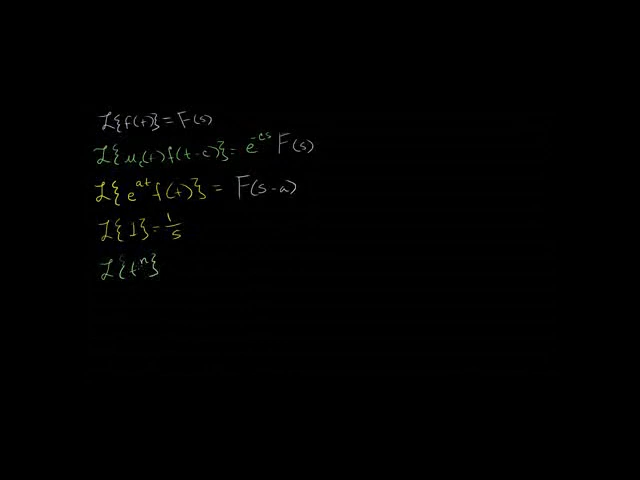 ℒ{f(t)} = F(s)
ℒ{u_c(t) f(t-c)} = e^{-cs} F(s)
ℒ{e^{at} f(t)} = F(s-a)
ℒ{1} = 1/s
ℒ{t^n}